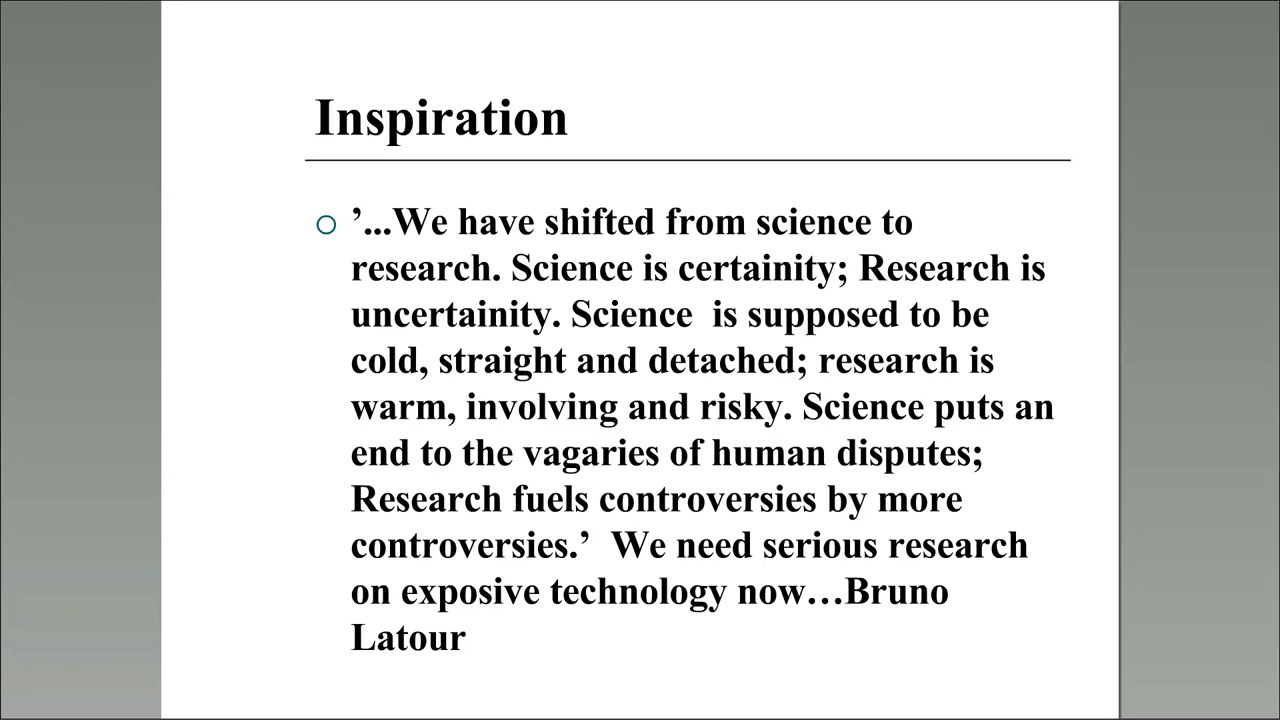 Inspiration
’...We have shifted from science to
research. Science is certainity; Research is
uncertainity. Science  is supposed to be
cold, straight and detached; research is
warm, involving and risky. Science puts an
end to the vagaries of human disputes;
Research fuels controversies by more
controversies.’  We need serious research
on exposive technology now…Bruno
Latour